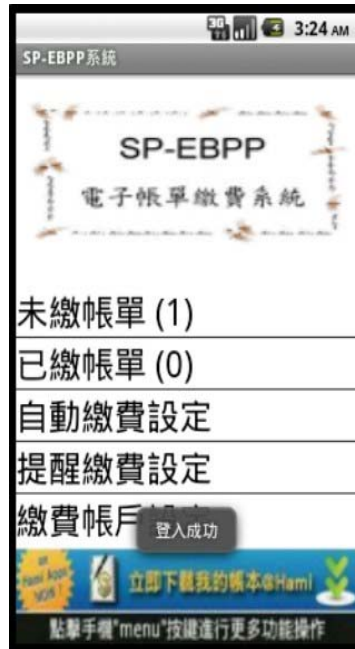 3G
3:24 AM
SP-EBPP系統
SP-EBPP
電子帳單繳費系統
未繳帳單 (1)
已繳帳單 (0)
自動繳費設定
提醒繳費設定
繳費帳戶
登入成功
立即下載我的帳本@Hami
點擊手機"menu"按鍵進行更多功能操作